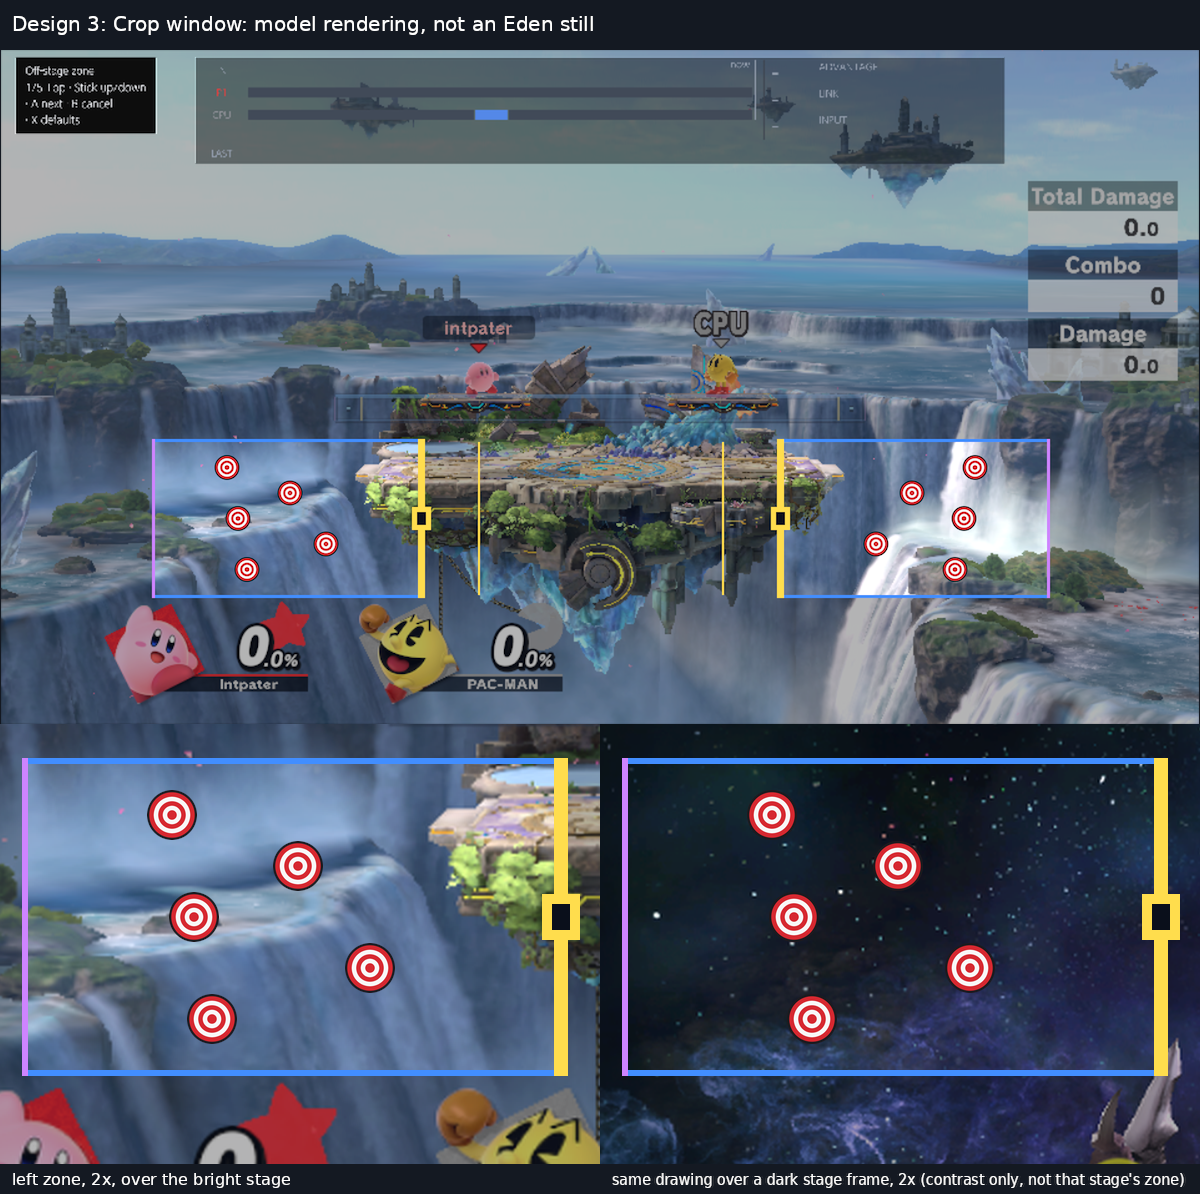 Design 3: Crop window: model rendering, not an Eden still
Off-stage zone
1/5 Top · Stick up/down
· A next · B cancel
· X defaults
now
P1
CPU
LAST
ADVANTAGE
LINK
INPUT
Total Damage
0.0
Combo
0
Damage
0.0
intpater
CPU
0.0%
Intpater
0.0%
PAC-MAN
left zone, 2x, over the bright stage
same drawing over a dark stage frame, 2x (contrast only, not that stage's zone)